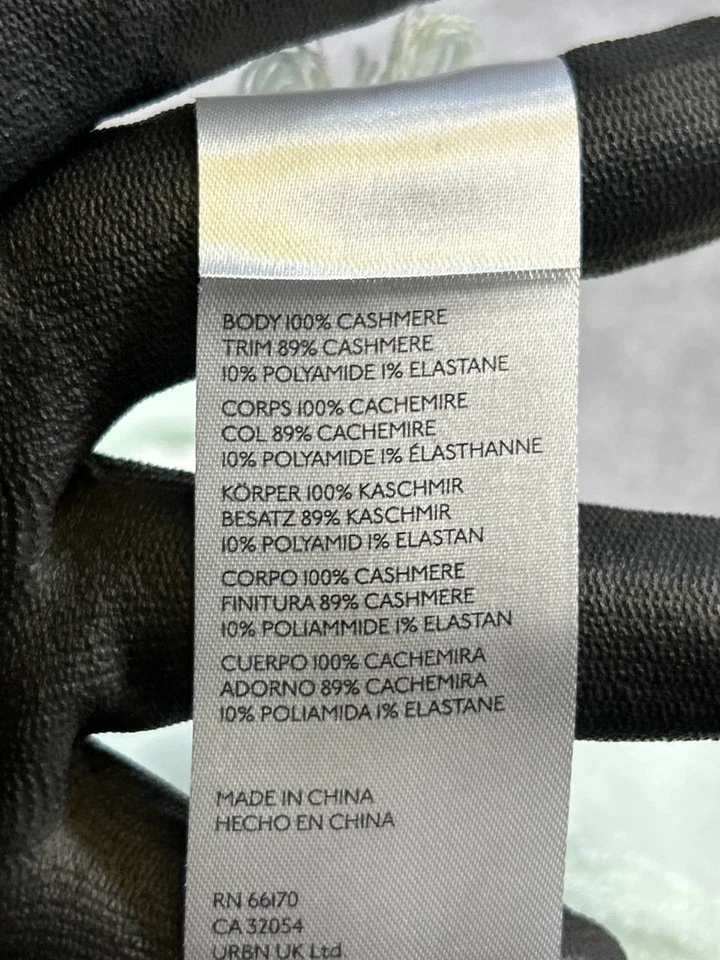 BODY 100% CASHMERE
TRIM 89% CASHMERE
10% POLYAMIDE 1% ELASTANE
CORPS 100% CACHEMIRE
COL 89% CACHEMIRE
10% POLYAMIDE 1% ÉLASTHANNE
KÖRPER 100% KASCHMIR
BESATZ 89% KASCHMIR
10% POLYAMID 1% ELASTAN
CORPO 100% CASHMERE
FINITURA 89% CASHMERE
10% POLIAMMIDE 1% ELASTAN
CUERPO 100% CACHEMIRA
ADORNO 89% CACHEMIRA
10% POLIAMIDA 1% ELASTANE
MADE IN CHINA
HECHO EN CHINA
RN 66170
CA 32054
URBN UK Ltd